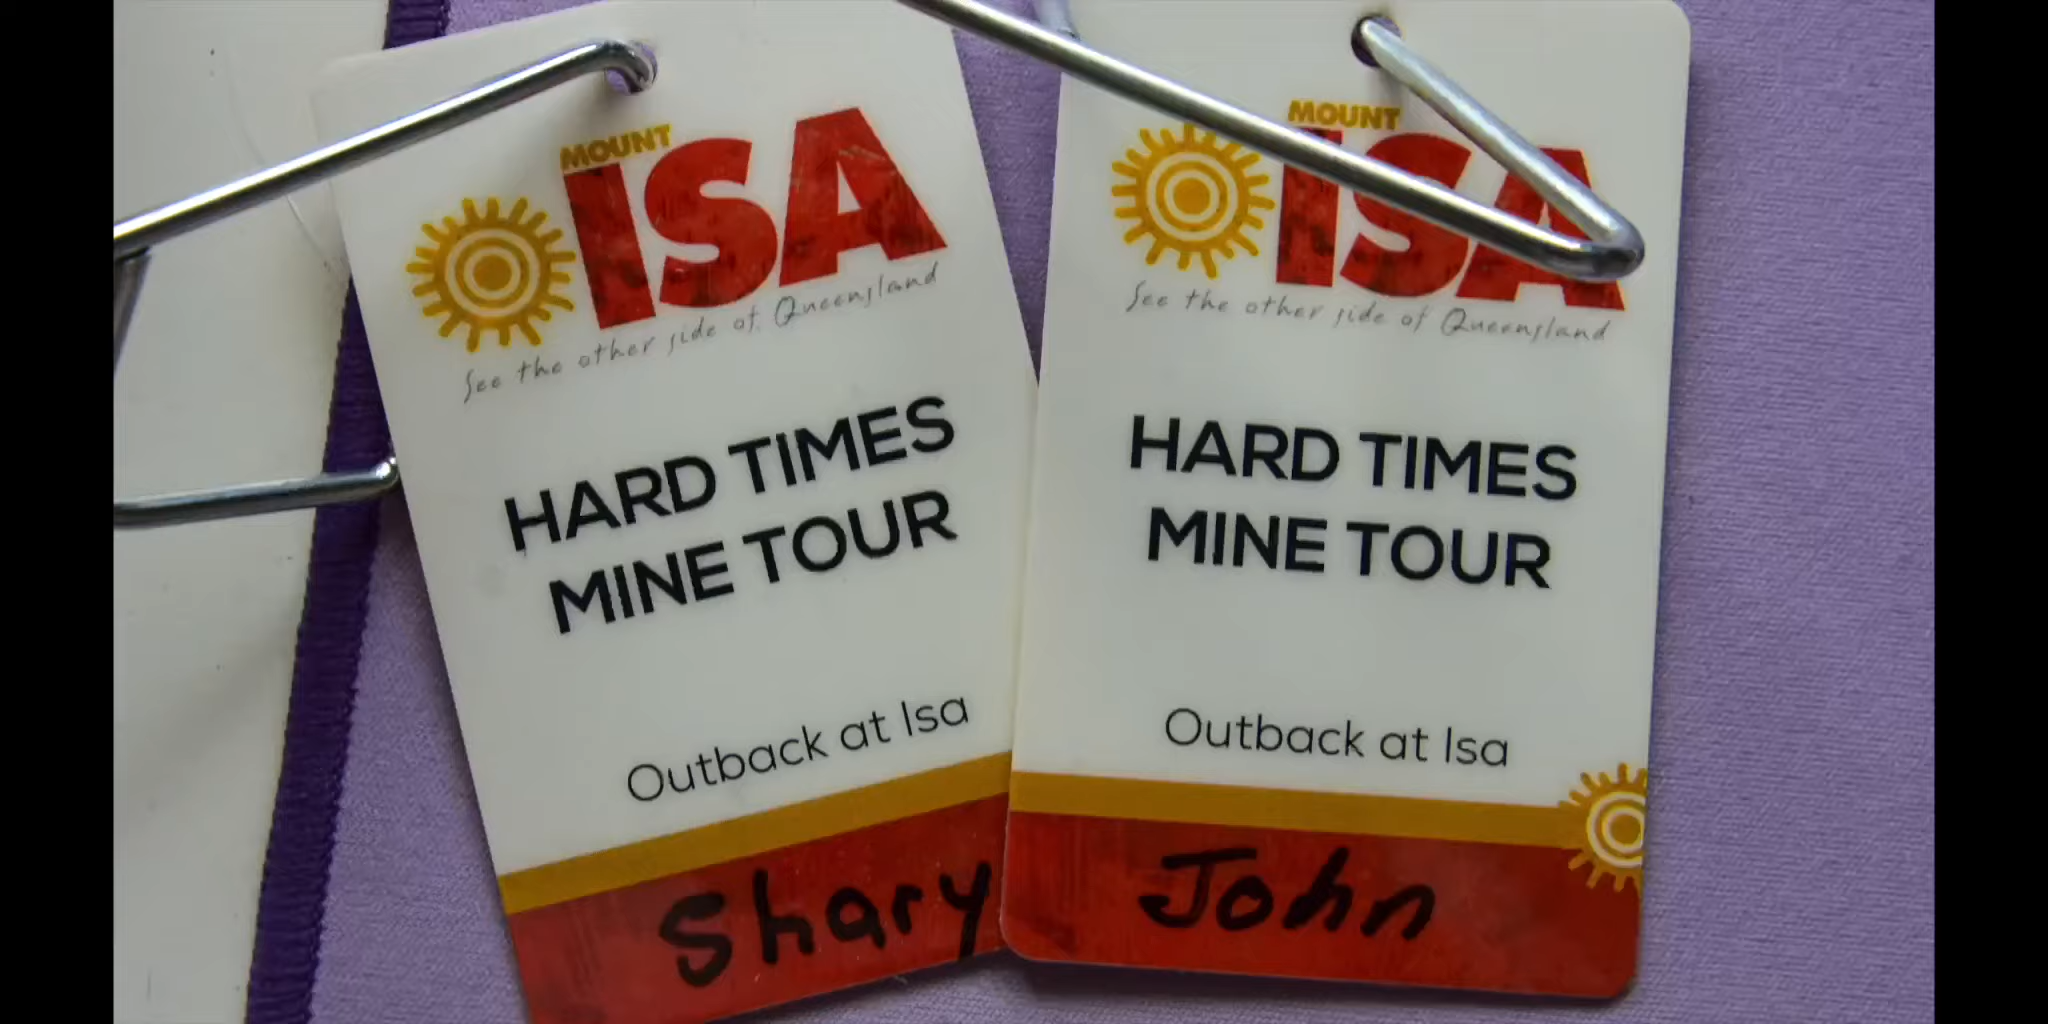 MOUNT
ISA
See the other side of Queensland
HARD TIMES
MINE TOUR
Outback at Isa
Shary
MOUNT
ISA
See the other side of Queensland
HARD TIMES
MINE TOUR
Outback at Isa
John